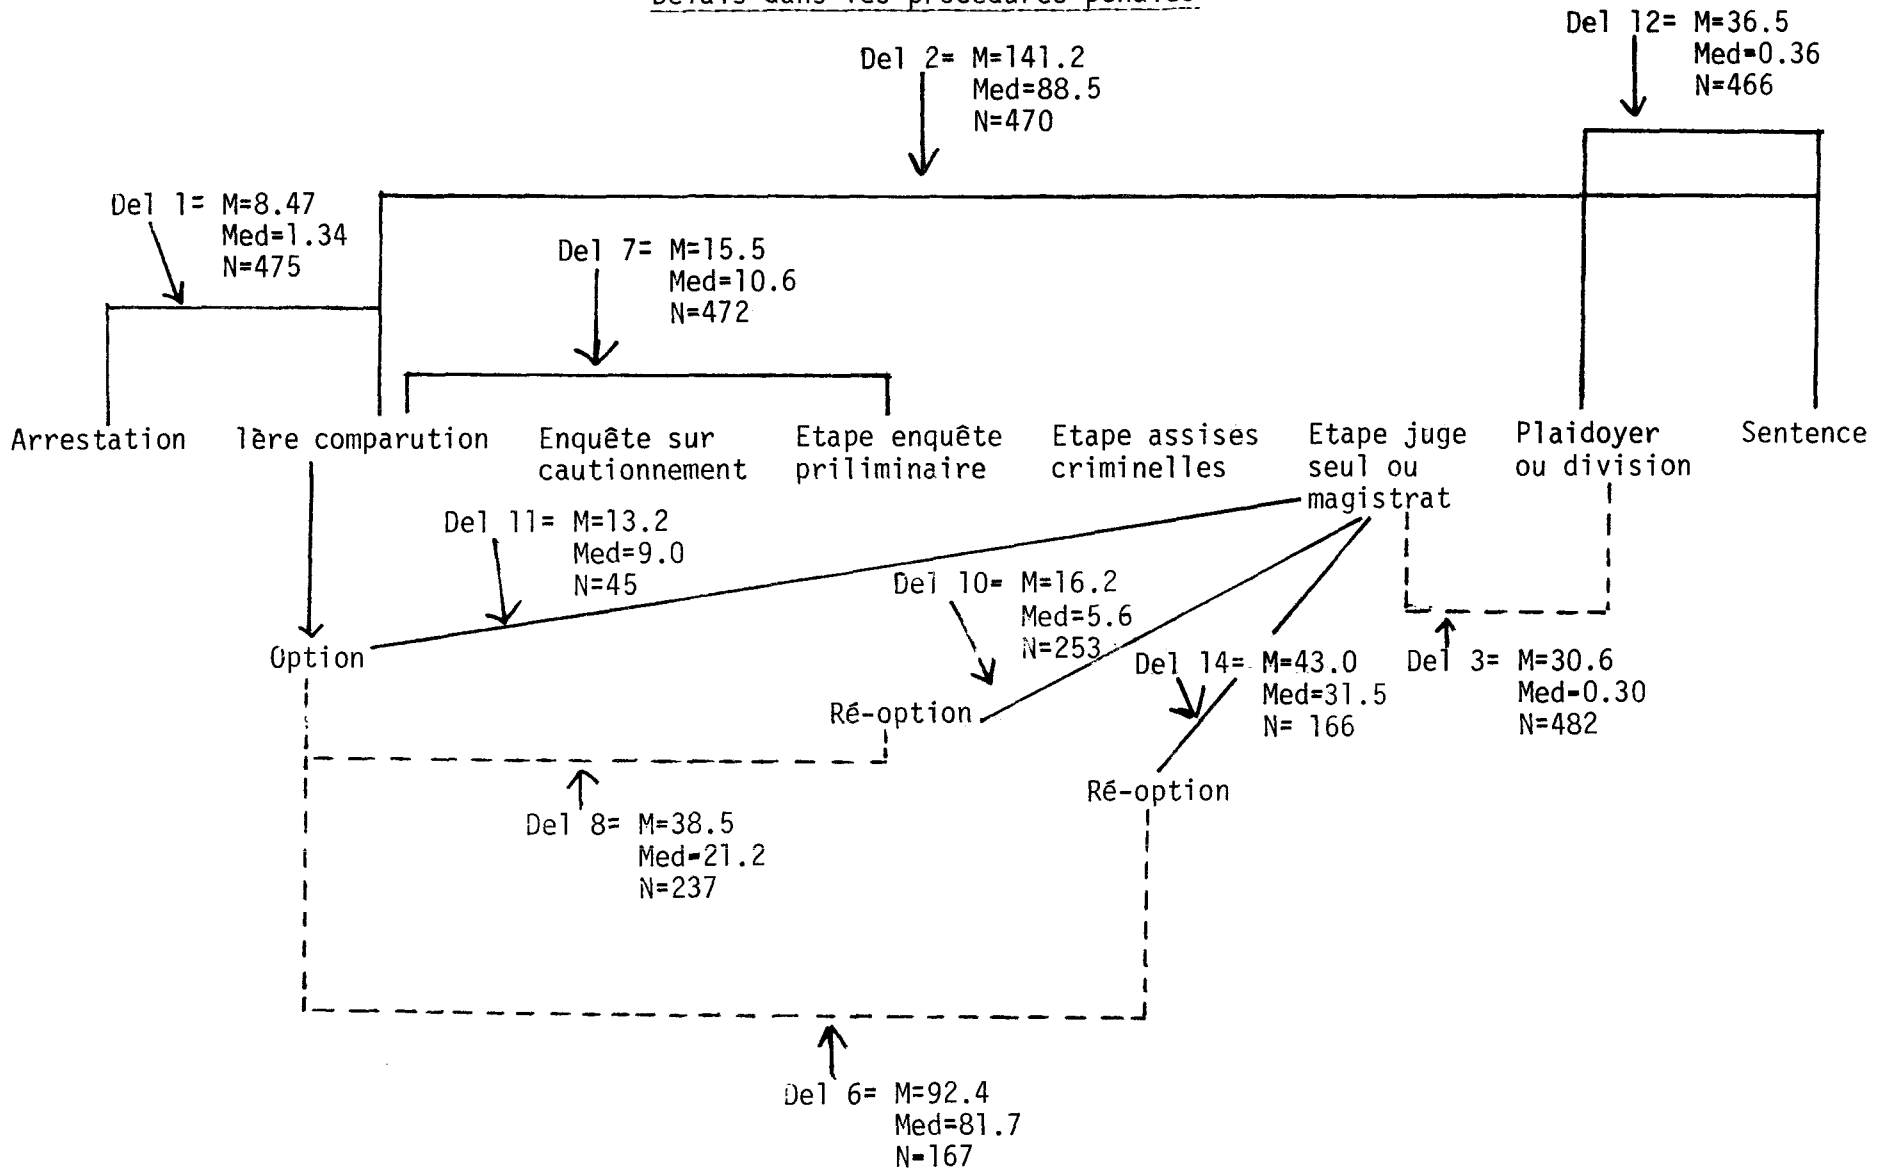 Del 12= M=36.5
Med=0.36
N=466
Del 2= M=141.2
Med=88.5
N=470
Del 1= M=8.47
Med=1.34
N=475
Del 7= M=15.5
Med=10.6
N=472
Arrestation
1ère comparution
Enquête sur
cautionnement
Etape enquête
priliminaire
Etape assises
criminelles
Etape juge
seul ou
magistrat
Plaidoyer
ou division
Sentence
Del 11= M=13.2
Med=9.0
N=45
Del 10= M=16.2
Med=5.6
N=253
Option
Del 14= M=43.0
Med=31.5
N= 166
Del 3= M=30.6
Med=0.30
N=482
Ré-option
Ré-option
Del 8= M=38.5
Med=21.2
N=237
Del 6= M=92.4
Med=81.7
N=167